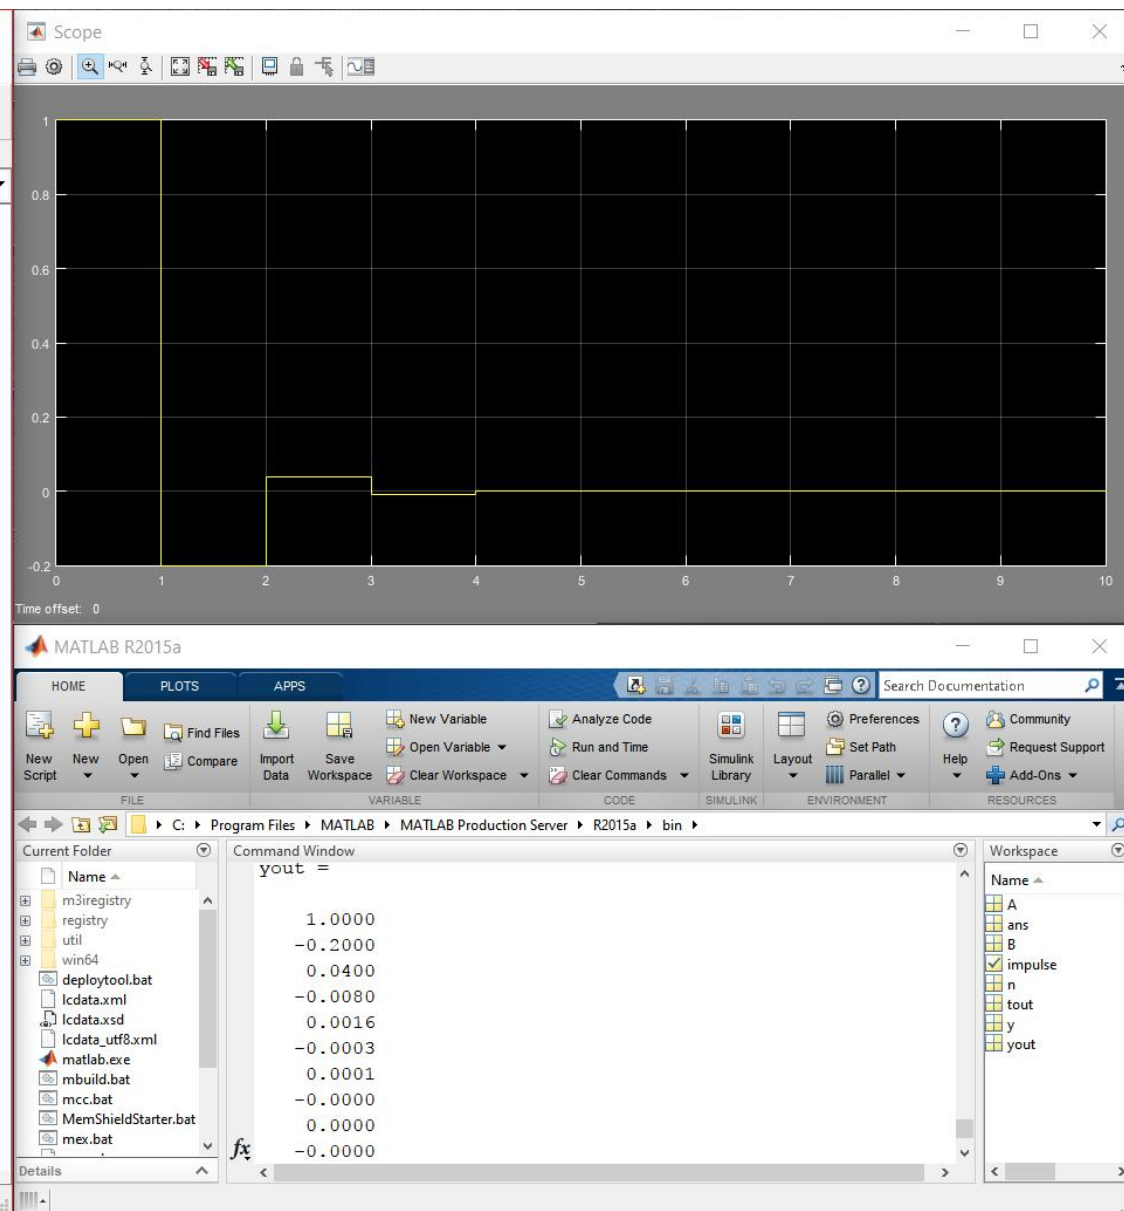 Scope
1
0.8
0.6
0.4
0.2
0
-0.2
0 1 2 3 4 5 6 7 8 9 10
Time offset: 0
MATLAB R2015a
HOME PLOTS APPS
Search Documentation
New Script
New
Open
Find Files
Compare
FILE
Import Data
Save Workspace
New Variable
Open Variable
Clear Workspace
VARIABLE
Analyze Code
Run and Time
Clear Commands
CODE
Simulink Library
SIMULINK
Layout
Preferences
Set Path
Parallel
ENVIRONMENT
Help
Community
Request Support
Add-Ons
RESOURCES
C: Program Files MATLAB MATLAB Production Server R2015a bin
Current Folder
Name
m3iregistry
registry
util
win64
deploytool.bat
lcdata.xml
lcdata.xsd
lcdata_utf8.xml
matlab.exe
mbuild.bat
mcc.bat
MemShieldStarter.bat
mex.bat
Details
Command Window
yout =
1.0000
-0.2000
0.0400
-0.0080
0.0016
-0.0003
0.0001
-0.0000
0.0000
-0.0000
fx
Workspace
Name
A
ans
B
impulse
n
tout
y
yout